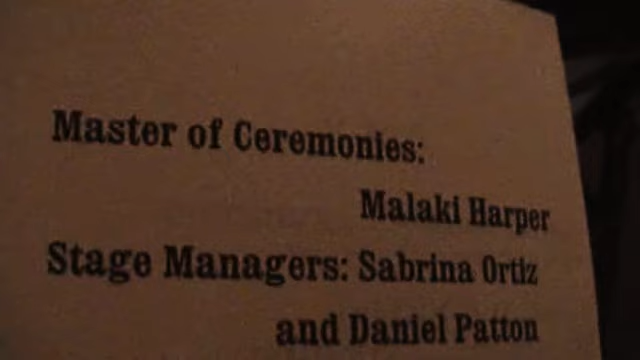 Master of Ceremonies:
Malaki Harper
Stage Managers: Sabrina Ortiz
and Daniel Patton